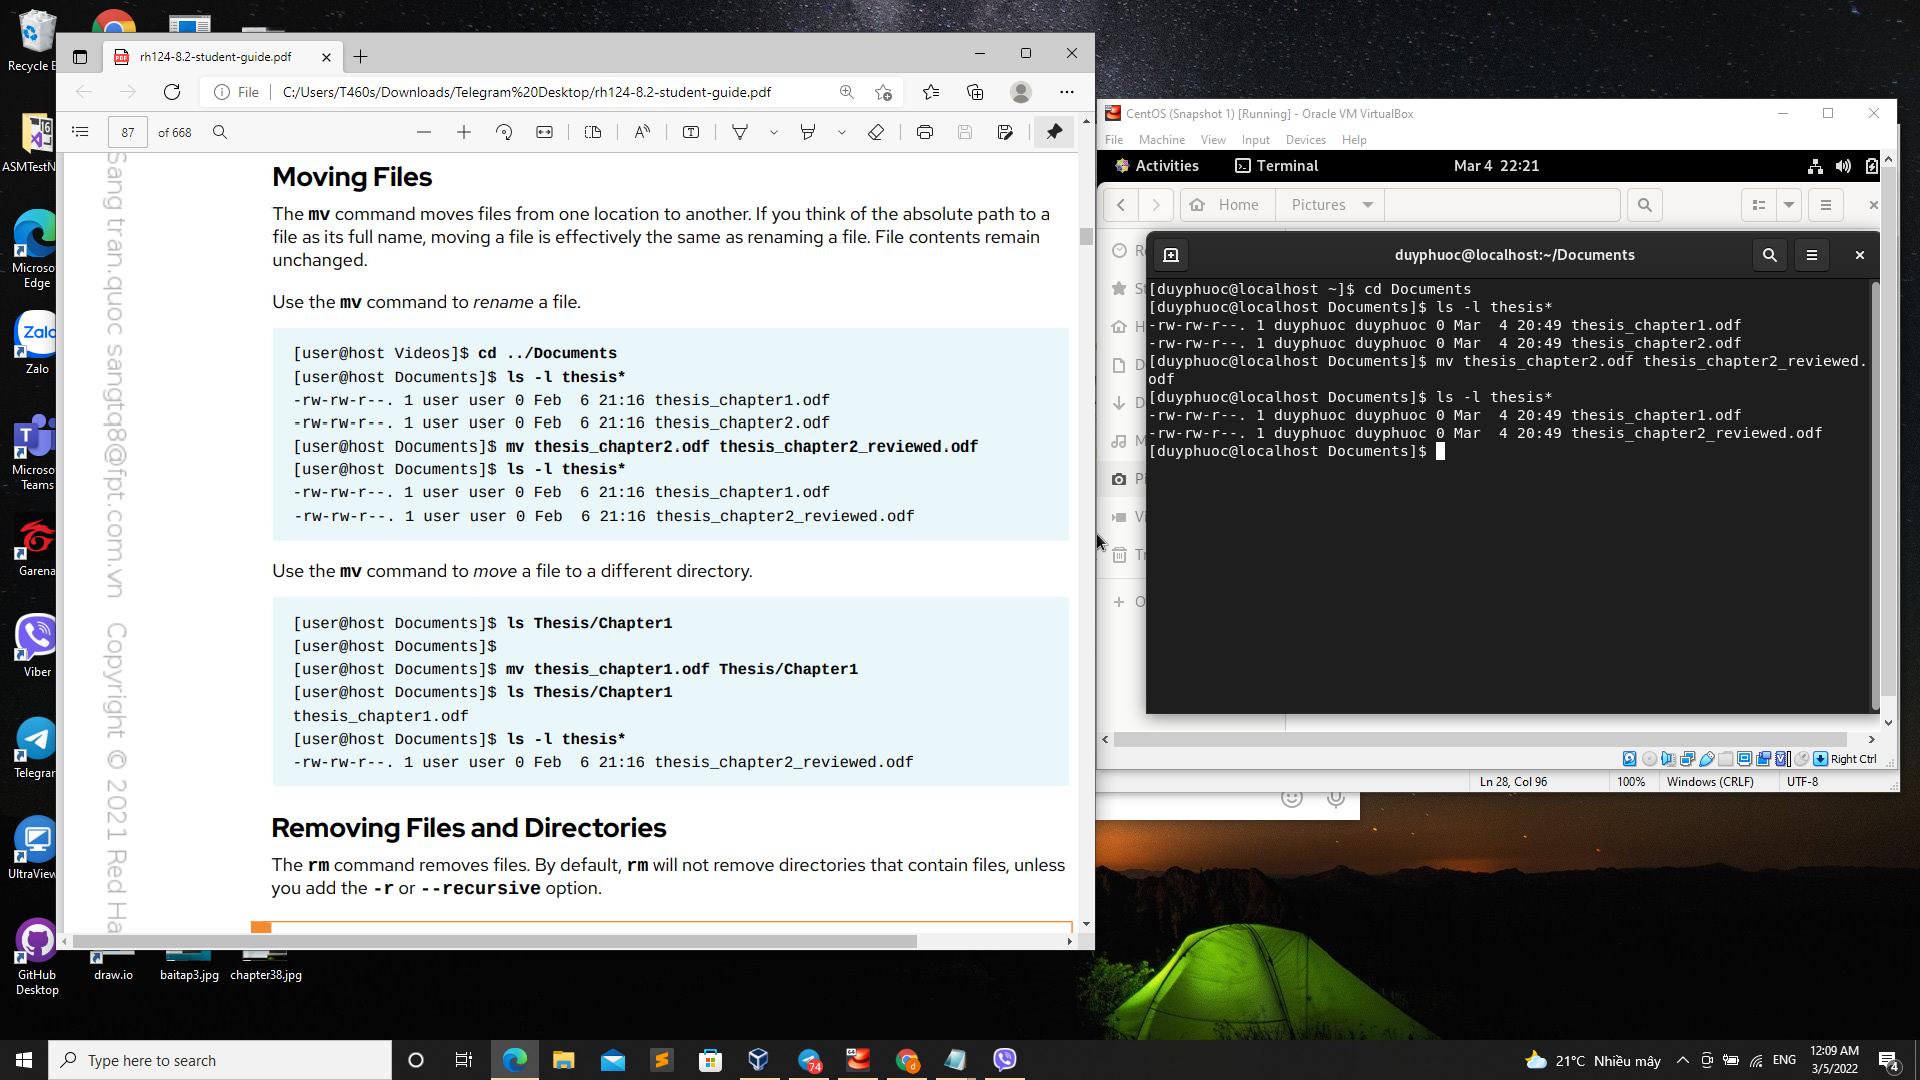 Recycle B
ASMTestN
Microso
Edge
Zalo
Microso
Teams
Garena
Viber
Telegra
UltraView
GitHub
Desktop
draw.io
baitap3.jpg
chapter38.jpg
rh124-8.2-student-guide.pdf
File
C:/Users/T460s/Downloads/Telegram%20Desktop/rh124-8.2-student-guide.pdf
87 of 668
Sang tran.quoc sangtq8@fpt.com.vn Copyright © 2021 Red Ha
Moving Files
The mv command moves files from one location to another. If you think of the absolute path to a
file as its full name, moving a file is effectively the same as renaming a file. File contents remain
unchanged.
Use the mv command to rename a file.
[user@host Videos]$ cd ../Documents
[user@host Documents]$ ls -l thesis*
-rw-rw-r--. 1 user user 0 Feb  6 21:16 thesis_chapter1.odf
-rw-rw-r--. 1 user user 0 Feb  6 21:16 thesis_chapter2.odf
[user@host Documents]$ mv thesis_chapter2.odf thesis_chapter2_reviewed.odf
[user@host Documents]$ ls -l thesis*
-rw-rw-r--. 1 user user 0 Feb  6 21:16 thesis_chapter1.odf
-rw-rw-r--. 1 user user 0 Feb  6 21:16 thesis_chapter2_reviewed.odf
Use the mv command to move a file to a different directory.
[user@host Documents]$ ls Thesis/Chapter1
[user@host Documents]$
[user@host Documents]$ mv thesis_chapter1.odf Thesis/Chapter1
[user@host Documents]$ ls Thesis/Chapter1
thesis_chapter1.odf
[user@host Documents]$ ls -l thesis*
-rw-rw-r--. 1 user user 0 Feb  6 21:16 thesis_chapter2_reviewed.odf
Removing Files and Directories
The rm command removes files. By default, rm will not remove directories that contain files, unless
you add the -r or --recursive option.
CentOS (Snapshot 1) [Running] - Oracle VM VirtualBox
File Machine View Input Devices Help
Activities Terminal Mar 4 22:21
Home Pictures
duyphuoc@localhost:~/Documents
[duyphuoc@localhost ~]$ cd Documents
[duyphuoc@localhost Documents]$ ls -l thesis*
-rw-rw-r--. 1 duyphuoc duyphuoc 0 Mar  4 20:49 thesis_chapter1.odf
-rw-rw-r--. 1 duyphuoc duyphuoc 0 Mar  4 20:49 thesis_chapter2.odf
[duyphuoc@localhost Documents]$ mv thesis_chapter2.odf thesis_chapter2_reviewed.
odf
[duyphuoc@localhost Documents]$ ls -l thesis*
-rw-rw-r--. 1 duyphuoc duyphuoc 0 Mar  4 20:49 thesis_chapter1.odf
-rw-rw-r--. 1 duyphuoc duyphuoc 0 Mar  4 20:49 thesis_chapter2_reviewed.odf
[duyphuoc@localhost Documents]$
Right Ctrl
Ln 28, Col 96 100% Windows (CRLF) UTF-8
Type here to search
74
21°C Nhiều mây
ENG
12:09 AM
3/5/2022
4